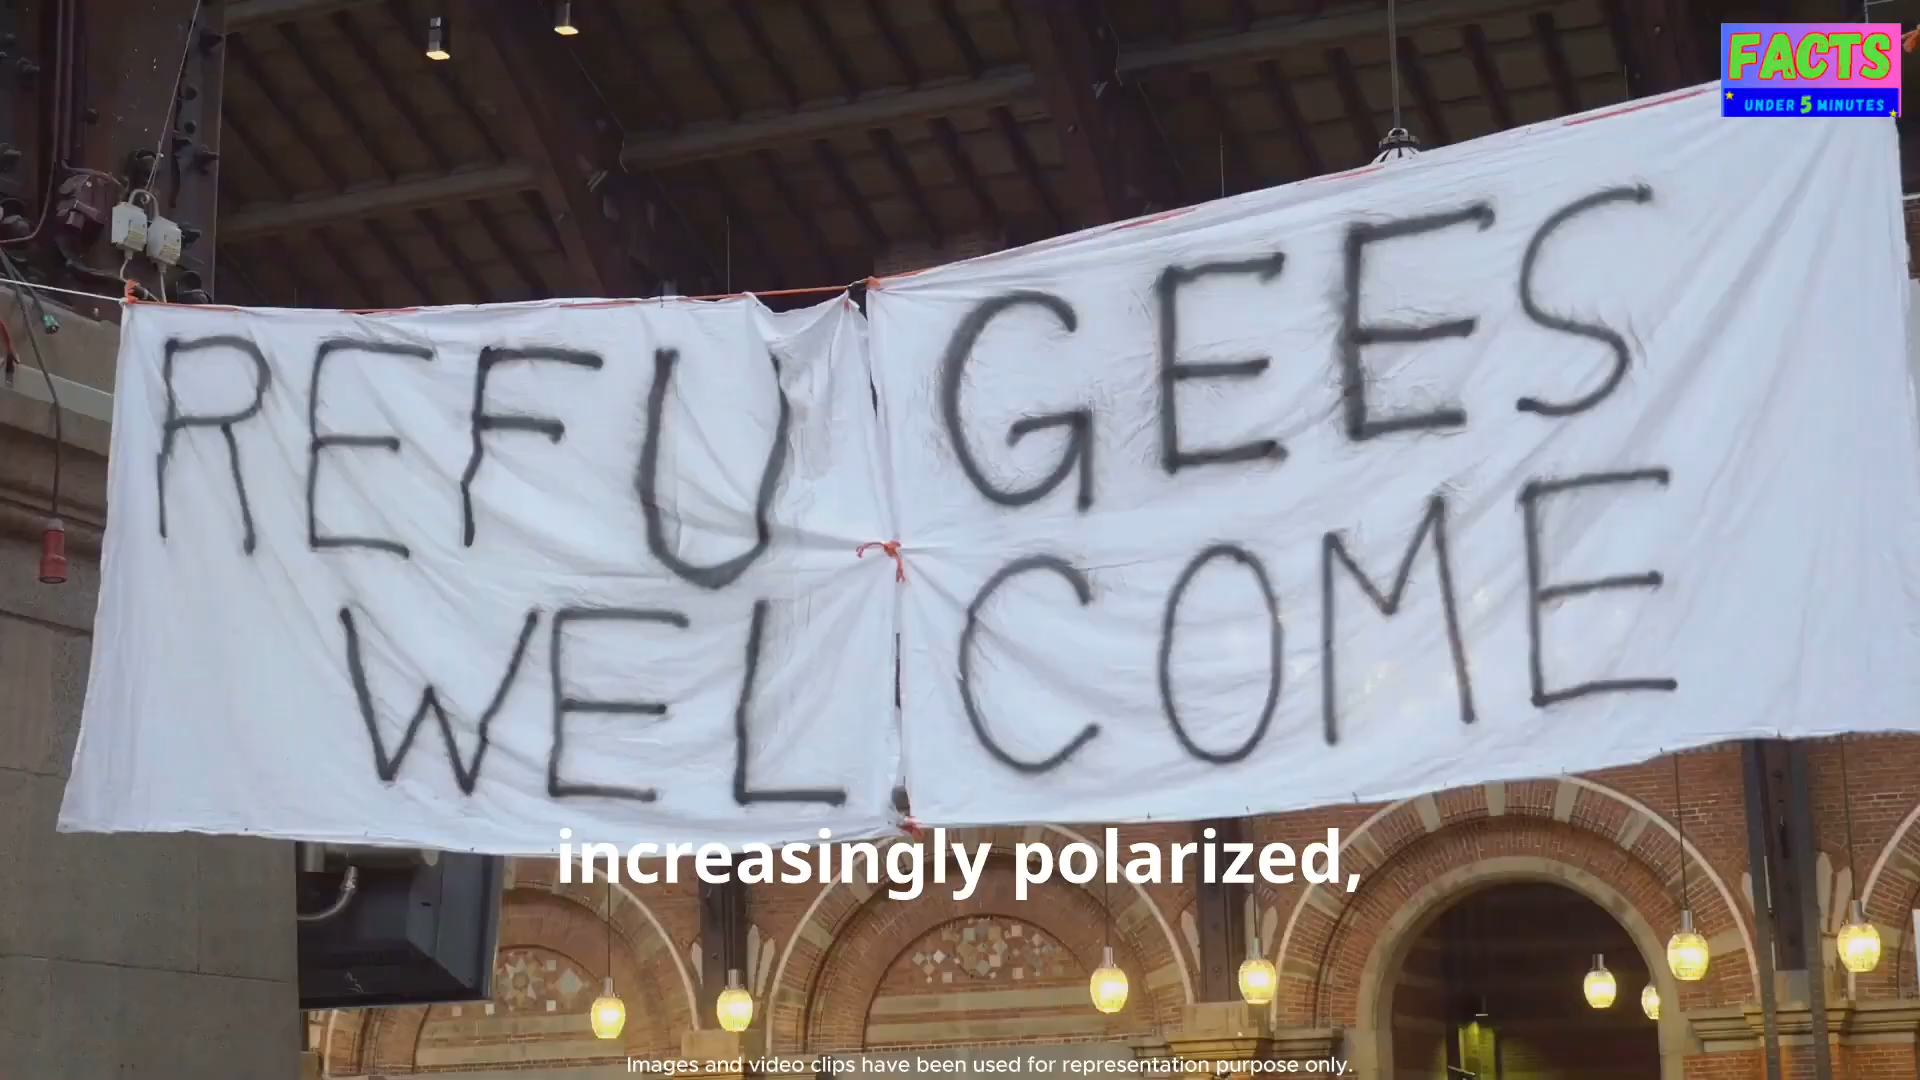 FACTS
UNDER 5 MINUTES
REFUGEES
WELCOME
increasingly polarized,
Images and video clips have been used for representation purpose only.